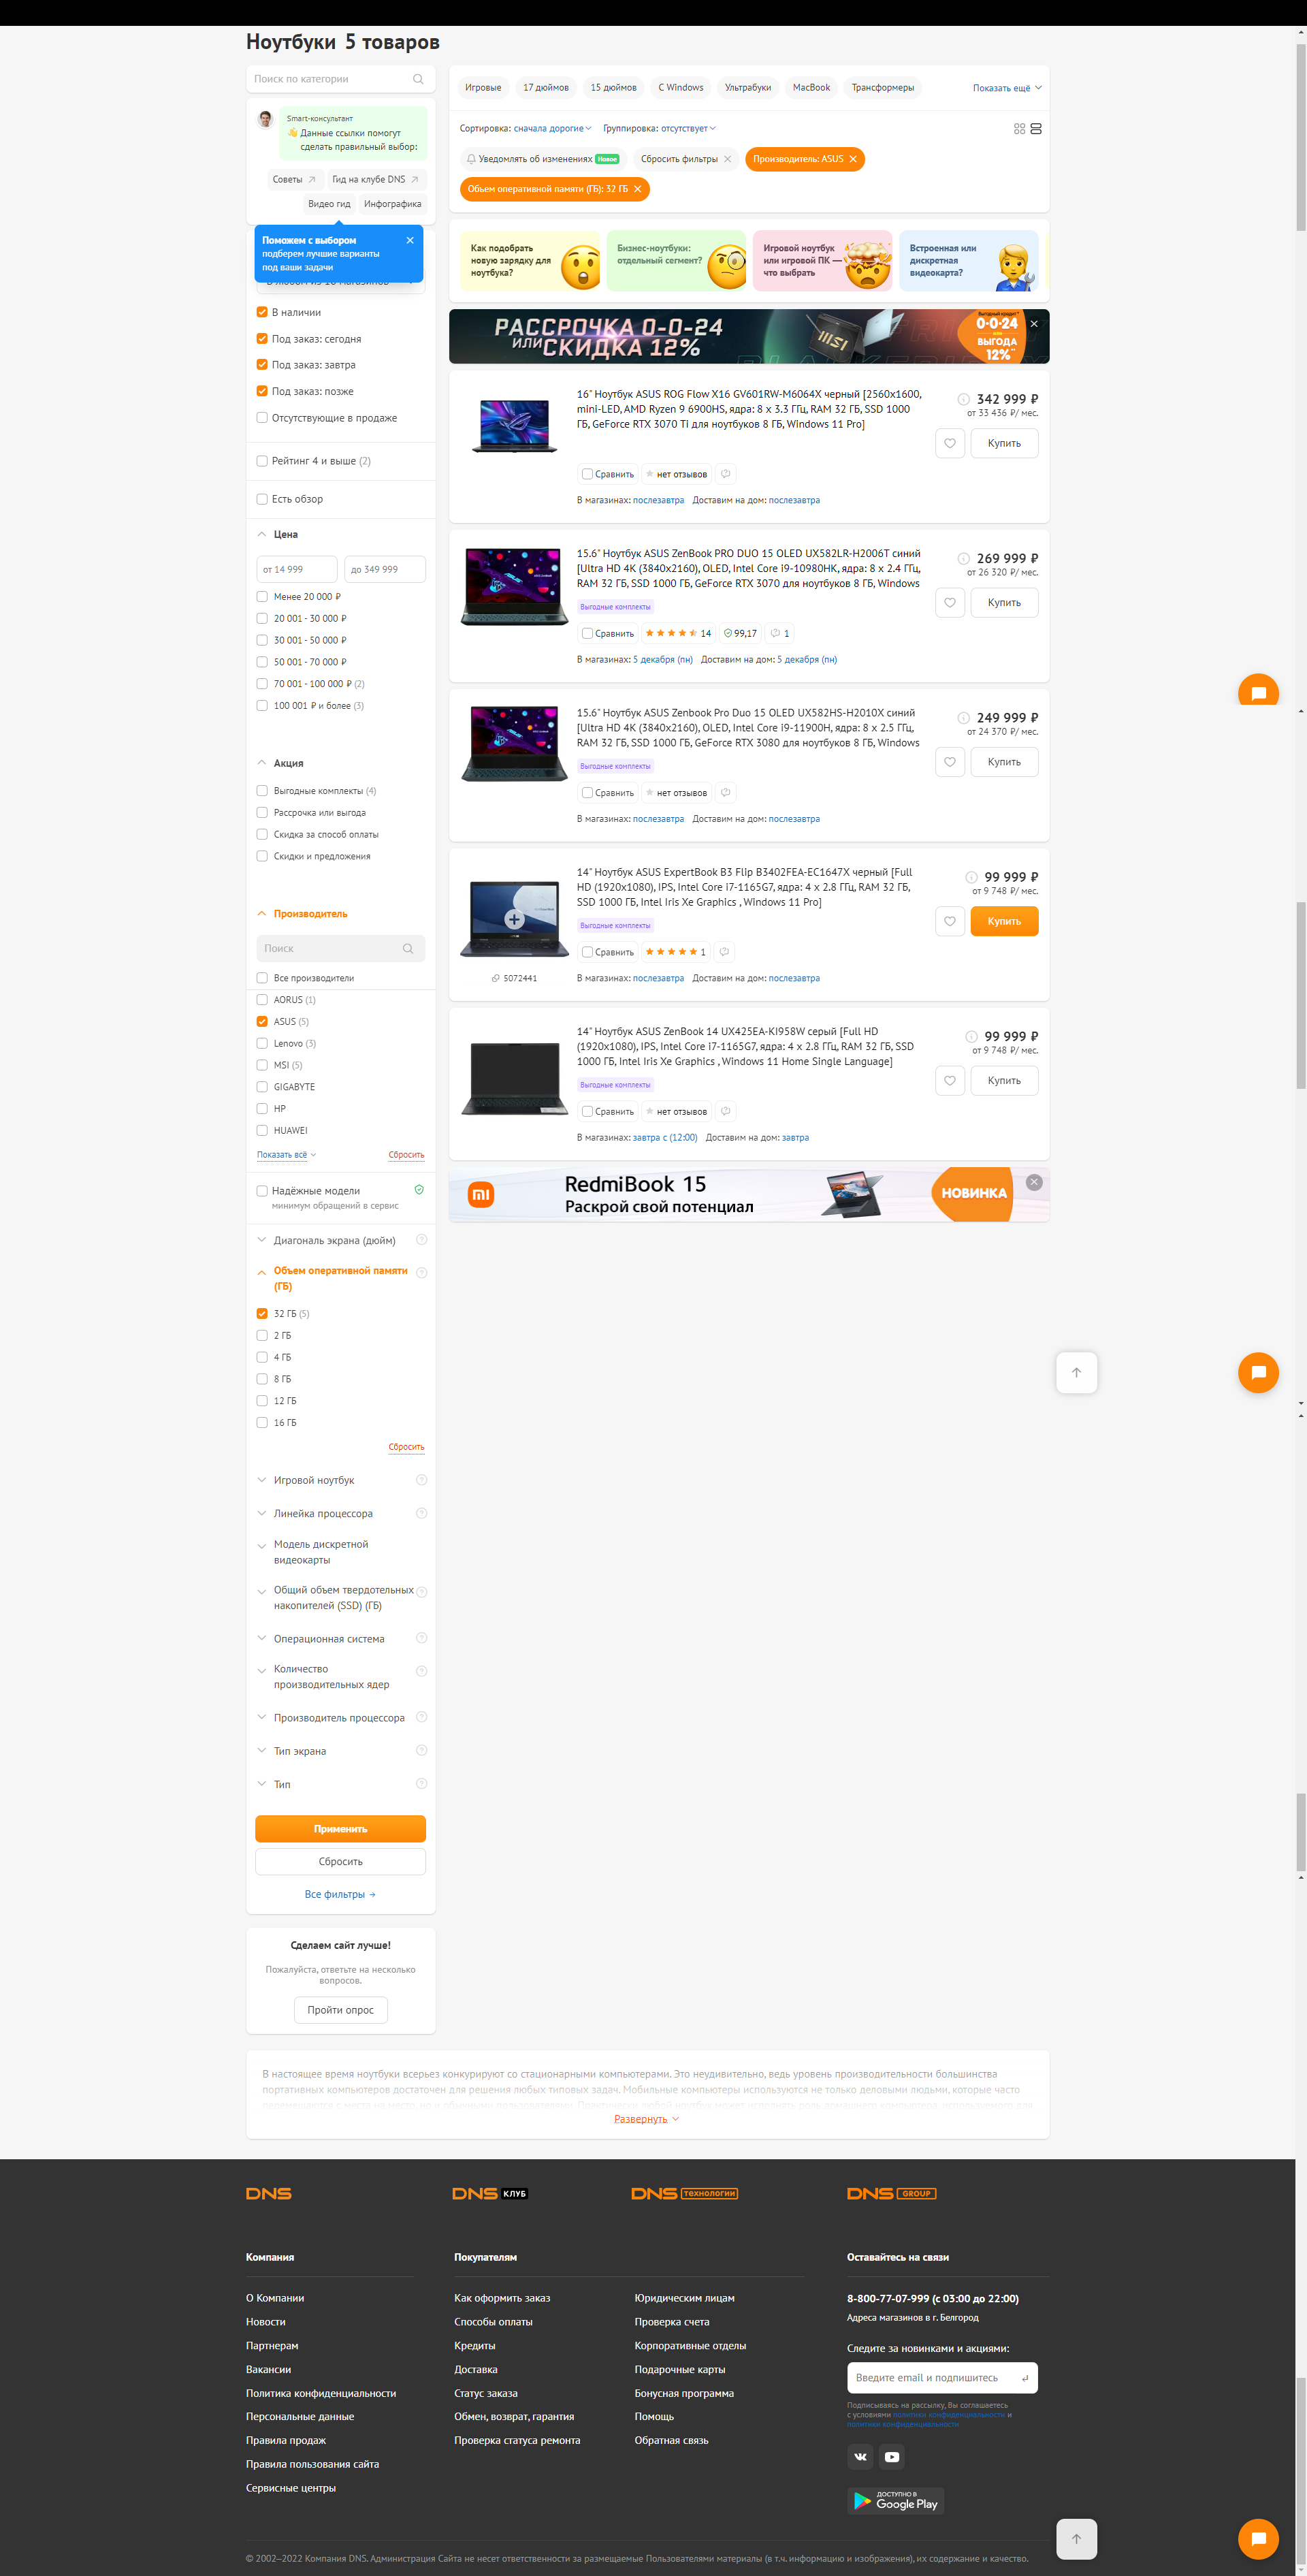 Ноутбуки 5 товаров
Поиск по категории
Smart-консультант
Данные ссылки помогут
сделать правильный выбор:
Советы
Гид на клубе DNS
Видео гид
Инфографика
Поможем с выбором
подберем лучшие варианты
под ваши задачи
В наличии
Под заказ: сегодня
Под заказ: завтра
Под заказ: позже
Отсутствующие в продаже
Рейтинг 4 и выше (2)
Есть обзор
Цена
от 14 999
до 349 999
Менее 20 000 ₽
20 001 - 30 000 ₽
30 001 - 50 000 ₽
50 001 - 70 000 ₽
70 001 - 100 000 ₽ (2)
100 001 ₽ и более (3)
Акция
Выгодные комплекты (4)
Рассрочка или выгода
Скидка за способ оплаты
Скидки и предложения
Производитель
Поиск
Все производители
AORUS (1)
ASUS (5)
Lenovo (3)
MSI (5)
GIGABYTE
HP
HUAWEI
Показать всё
Сбросить
Надёжные модели
минимум обращений в сервис
Диагональ экрана (дюйм)
Объем оперативной памяти
(ГБ)
32 ГБ (5)
2 ГБ
4 ГБ
8 ГБ
12 ГБ
16 ГБ
Сбросить
Игровой ноутбук
Линейка процессора
Модель дискретной
видеокарты
Общий объем твердотельных
накопителей (SSD) (ГБ)
Операционная система
Количество
производительных ядер
Производитель процессора
Тип экрана
Тип
Применить
Сбросить
Все фильтры →
Сделаем сайт лучше!
Пожалуйста, ответьте на несколько
вопросов.
Пройти опрос
Игровые
17 дюймов
15 дюймов
С Windows
Ультрабуки
MacBook
Трансформеры
Показать ещё
Сортировка: сначала дорогие
Группировка: отсутствует
Уведомлять об изменениях Новое
Сбросить фильтры
Производитель: ASUS
Объем оперативной памяти (ГБ): 32 ГБ
Как подобрать
новую зарядку для
ноутбука?
Бизнес-ноутбуки:
отдельный сегмент?
Игровой ноутбук
или игровой ПК —
что выбрать
Встроенная или
дискретная
видеокарта?
РАССРОЧКА 0-0-24
ИЛИ СКИДКА 12%
msi
0-0-24
ИЛИ
ВЫГОДА
12%
16" Ноутбук ASUS ROG Flow X16 GV601RW-M6064X черный [2560x1600,
mini-LED, AMD Ryzen 9 6900HS, ядра: 8 х 3.3 ГГц, RAM 32 ГБ, SSD 1000
ГБ, GeForce RTX 3070 Ti для ноутбуков 8 ГБ, Windows 11 Pro]
342 999 ₽
от 33 436 ₽/ мес.
Купить
Сравнить
нет отзывов
В магазинах: послезавтра Доставим на дом: послезавтра
15.6" Ноутбук ASUS ZenBook PRO DUO 15 OLED UX582LR-H2006T синий
[Ultra HD 4K (3840x2160), OLED, Intel Core i9-10980HK, ядра: 8 х 2.4 ГГц,
RAM 32 ГБ, SSD 1000 ГБ, GeForce RTX 3070 для ноутбуков 8 ГБ, Windows
269 999 ₽
от 26 320 ₽/ мес.
Купить
Выгодные комплекты
Сравнить
14
99,17
1
В магазинах: 5 декабря (пн) Доставим на дом: 5 декабря (пн)
15.6" Ноутбук ASUS Zenbook Pro Duo 15 OLED UX582HS-H2010X синий
[Ultra HD 4K (3840x2160), OLED, Intel Core i9-11900H, ядра: 8 х 2.5 ГГц,
RAM 32 ГБ, SSD 1000 ГБ, GeForce RTX 3080 для ноутбуков 8 ГБ, Windows
249 999 ₽
от 24 370 ₽/ мес.
Купить
Выгодные комплекты
Сравнить
нет отзывов
В магазинах: послезавтра Доставим на дом: послезавтра
14" Ноутбук ASUS ExpertBook B3 Flip B3402FEA-EC1647X черный [Full
HD (1920x1080), IPS, Intel Core i7-1165G7, ядра: 4 х 2.8 ГГц, RAM 32 ГБ,
SSD 1000 ГБ, Intel Iris Xe Graphics , Windows 11 Pro]
99 999 ₽
от 9 748 ₽/ мес.
Купить
Выгодные комплекты
Сравнить
1
5072441
В магазинах: послезавтра Доставим на дом: послезавтра
14" Ноутбук ASUS ZenBook 14 UX425EA-KI958W серый [Full HD
(1920x1080), IPS, Intel Core i7-1165G7, ядра: 4 х 2.8 ГГц, RAM 32 ГБ, SSD
1000 ГБ, Intel Iris Xe Graphics , Windows 11 Home Single Language]
99 999 ₽
от 9 748 ₽/ мес.
Купить
Выгодные комплекты
Сравнить
нет отзывов
В магазинах: завтра с (12:00) Доставим на дом: завтра
RedmiBook 15
Раскрой свой потенциал
НОВИНКА
В настоящее время ноутбуки всерьез конкурируют со стационарными компьютерами. Это неудивительно, ведь уровень производительности большинства
портативных компьютеров достаточен для решения любых типовых задач. Мобильные компьютеры используются не только деловыми людьми, которые часто
Развернуть
DNS
DNS КЛУБ
DNS технологии
DNS GROUP
Компания
О Компании
Новости
Партнерам
Вакансии
Политика конфиденциальности
Персональные данные
Правила продаж
Правила пользования сайта
Сервисные центры
Покупателям
Как оформить заказ
Способы оплаты
Кредиты
Доставка
Статус заказа
Обмен, возврат, гарантия
Проверка статуса ремонта
Юридическим лицам
Проверка счета
Корпоративные отделы
Подарочные карты
Бонусная программа
Помощь
Обратная связь
Оставайтесь на связи
8-800-77-07-999 (с 03:00 до 22:00)
Адреса магазинов в г. Белгород
Следите за новинками и акциями:
Введите email и подпишитесь
Подписываясь на рассылку, Вы соглашаетесь
с условиями политики конфиденциальности и
политики конфиденциальности
ДОСТУПНО В
Google Play
© 2002–2022 Компания DNS. Администрация Сайта не несет ответственности за размещаемые Пользователями материалы (в т.ч. информацию и изображения), их содержание и качество.